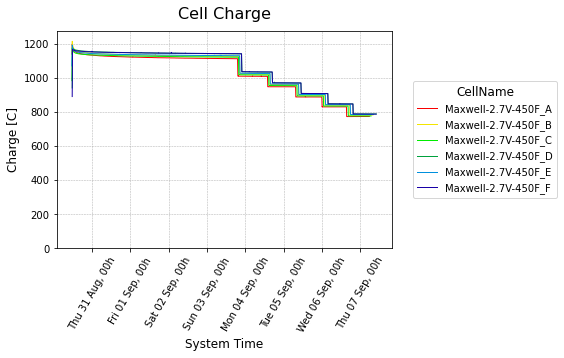 Cell Charge
Charge [C]
1200
1000
800
600
400
200
0
Thu 31 Aug, 00h
Fri 01 Sep, 00h
Sat 02 Sep, 00h
Sun 03 Sep, 00h
Mon 04 Sep, 00h
Tue 05 Sep, 00h
Wed 06 Sep, 00h
Thu 07 Sep, 00h
System Time
CellName
Maxwell-2.7V-450F_A
Maxwell-2.7V-450F_B
Maxwell-2.7V-450F_C
Maxwell-2.7V-450F_D
Maxwell-2.7V-450F_E
Maxwell-2.7V-450F_F